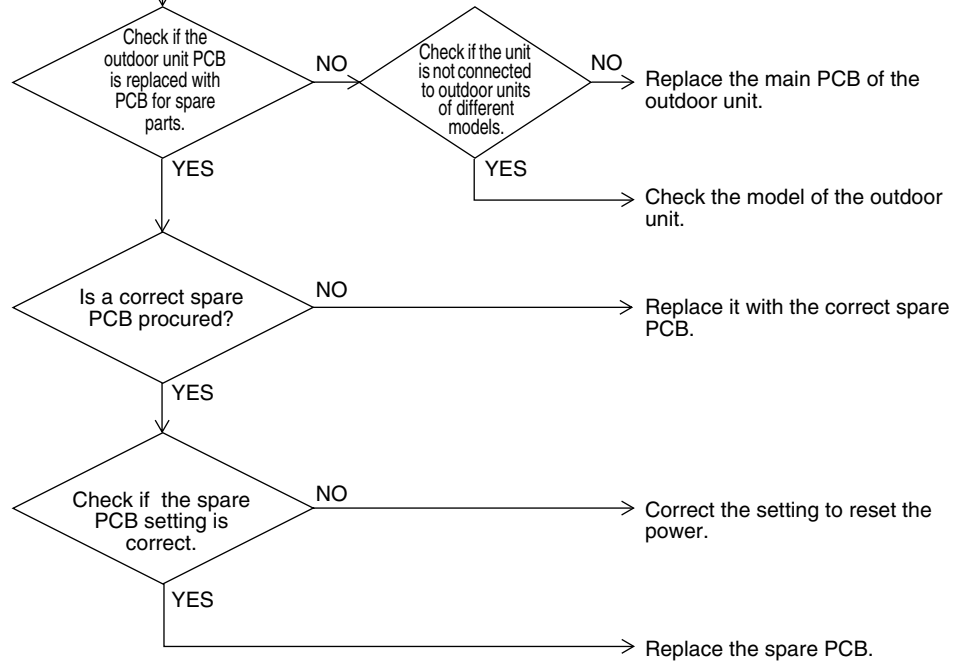 Check if the
outdoor unit PCB
is replaced with
PCB for spare
parts.
NO
Check if the unit
is not connected
to outdoor units
of different
models.
NO
Replace the main PCB of the
outdoor unit.
YES
YES
Check the model of the outdoor
unit.
Is a correct spare
PCB procured?
NO
Replace it with the correct spare
PCB.
YES
Check if the spare
PCB setting is
correct.
NO
Correct the setting to reset the
power.
YES
Replace the spare PCB.